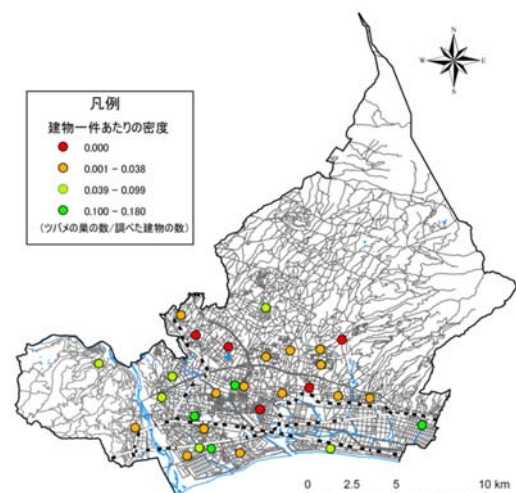 N
W E
S
凡例
建物一件あたりの密度
0.000
0.001 - 0.038
0.039 - 0.099
0.100 - 0.180
(ツバメの巣の数/調べた建物の数)
0 2.5 5 10 km